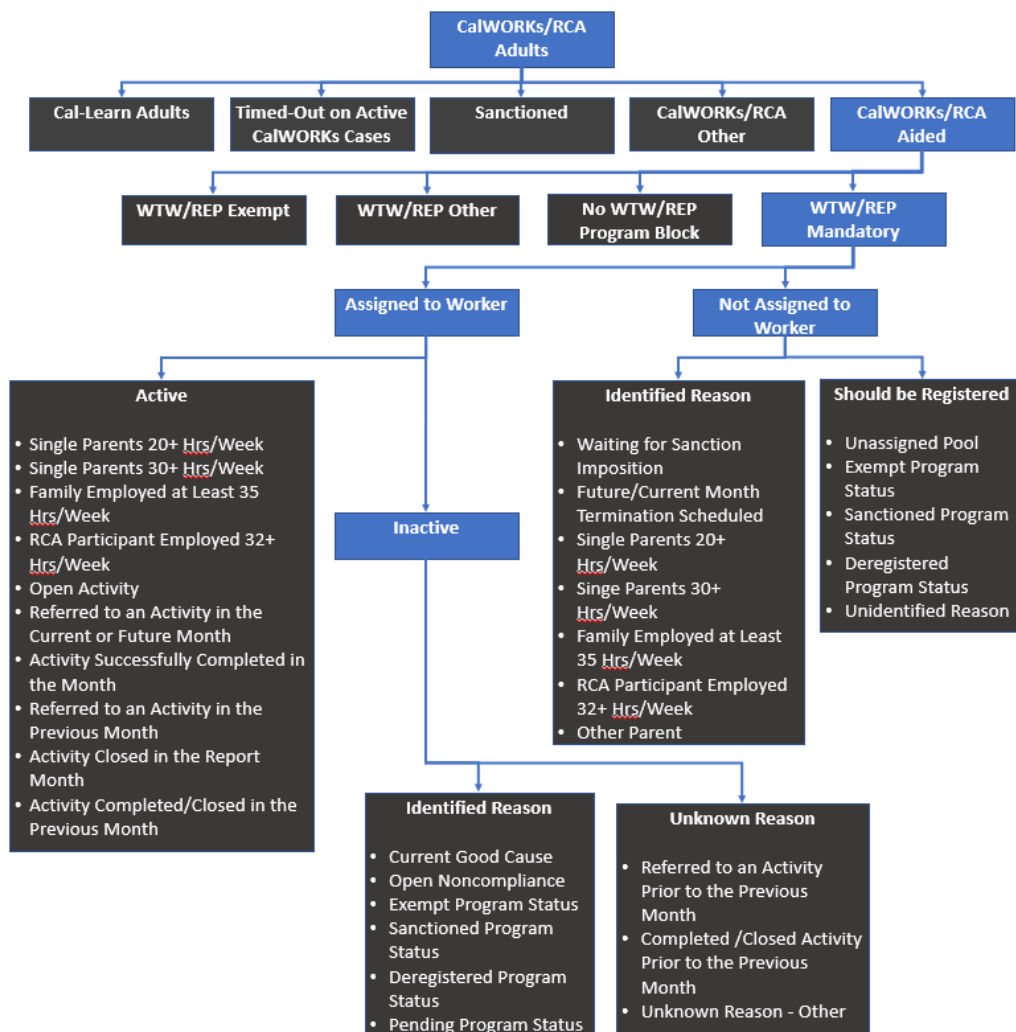 CalWORKs/RCA
Adults
Cal-Learn Adults
Timed-Out on Active
CalWORKs Cases
Sanctioned
CalWORKs/RCA
Other
CalWORKs/RCA
Aided
WTW/REP Exempt
WTW/REP Other
No WTW/REP
Program Block
WTW/REP
Mandatory
Assigned to Worker
Not Assigned to
Worker
Active
• Single Parents 20+ Hrs/Week
• Single Parents 30+ Hrs/Week
• Family Employed at Least 35
Hrs/Week
• RCA Participant Employed 32+
Hrs/Week
• Open Activity
• Referred to an Activity in the
Current or Future Month
• Activity Successfully Completed in
the Month
• Referred to an Activity in the
Previous Month
• Activity Closed in the Report
Month
• Activity Completed/Closed in the
Previous Month
Inactive
Identified Reason
• Waiting for Sanction
Imposition
• Future/Current Month
Termination Scheduled
• Single Parents 20+
Hrs/Week
• Singe Parents 30+
Hrs/Week
• Family Employed at Least
35 Hrs/Week
• RCA Participant Employed
32+ Hrs/Week
• Other Parent
Should be Registered
• Unassigned Pool
• Exempt Program
Status
• Sanctioned Program
Status
• Deregistered
Program Status
• Unidentified Reason
Identified Reason
• Current Good Cause
• Open Noncompliance
• Exempt Program Status
• Sanctioned Program
Status
• Deregistered Program
Status
• Pending Program Status
Unknown Reason
• Referred to an Activity
Prior to the Previous
Month
• Completed /Closed Activity
Prior to the Previous
Month
• Unknown Reason - Other